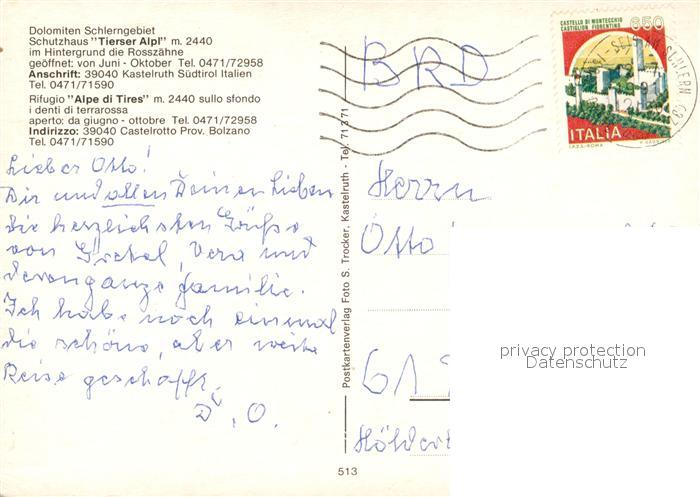 Dolomiten Schlerngebiet
Schutzhaus "Tierser Alpl" m. 2440
im Hintergrund die Rosszähne
geöffnet: von Juni - Oktober Tel. 0471/72958
Anschrift: 39040 Kastelruth Südtirol Italien
Tel. 0471/71590
Rifugio "Alpe di Tires" m. 2440 sullo sfondo
i denti di terrarossa
aperto: da giugno - ottobre Tel. 0471/72958
Indirizzo: 39040 Castelrotto Prov. Bolzano
Tel. 0471/71590
Lieber Otto!
Dir und allen Deinen Lieben
die herzlichsten Grüße
von Gretel, Vera und
deren ganze Familie.
Ich habe noch einmal
die schöne, aber weite
Reise geschafft.
D. O.
Postkartenverlag Foto S. Trocker, Kastelruth - Tel. 71371
513
BRD
CASTELLO DI MONTECCHIO
CASTIGLION FIORENTINO
650
ITALIA
I.P.Z.S. - ROMA
Herrn
Otto
61
privacy protection
Datenschutz